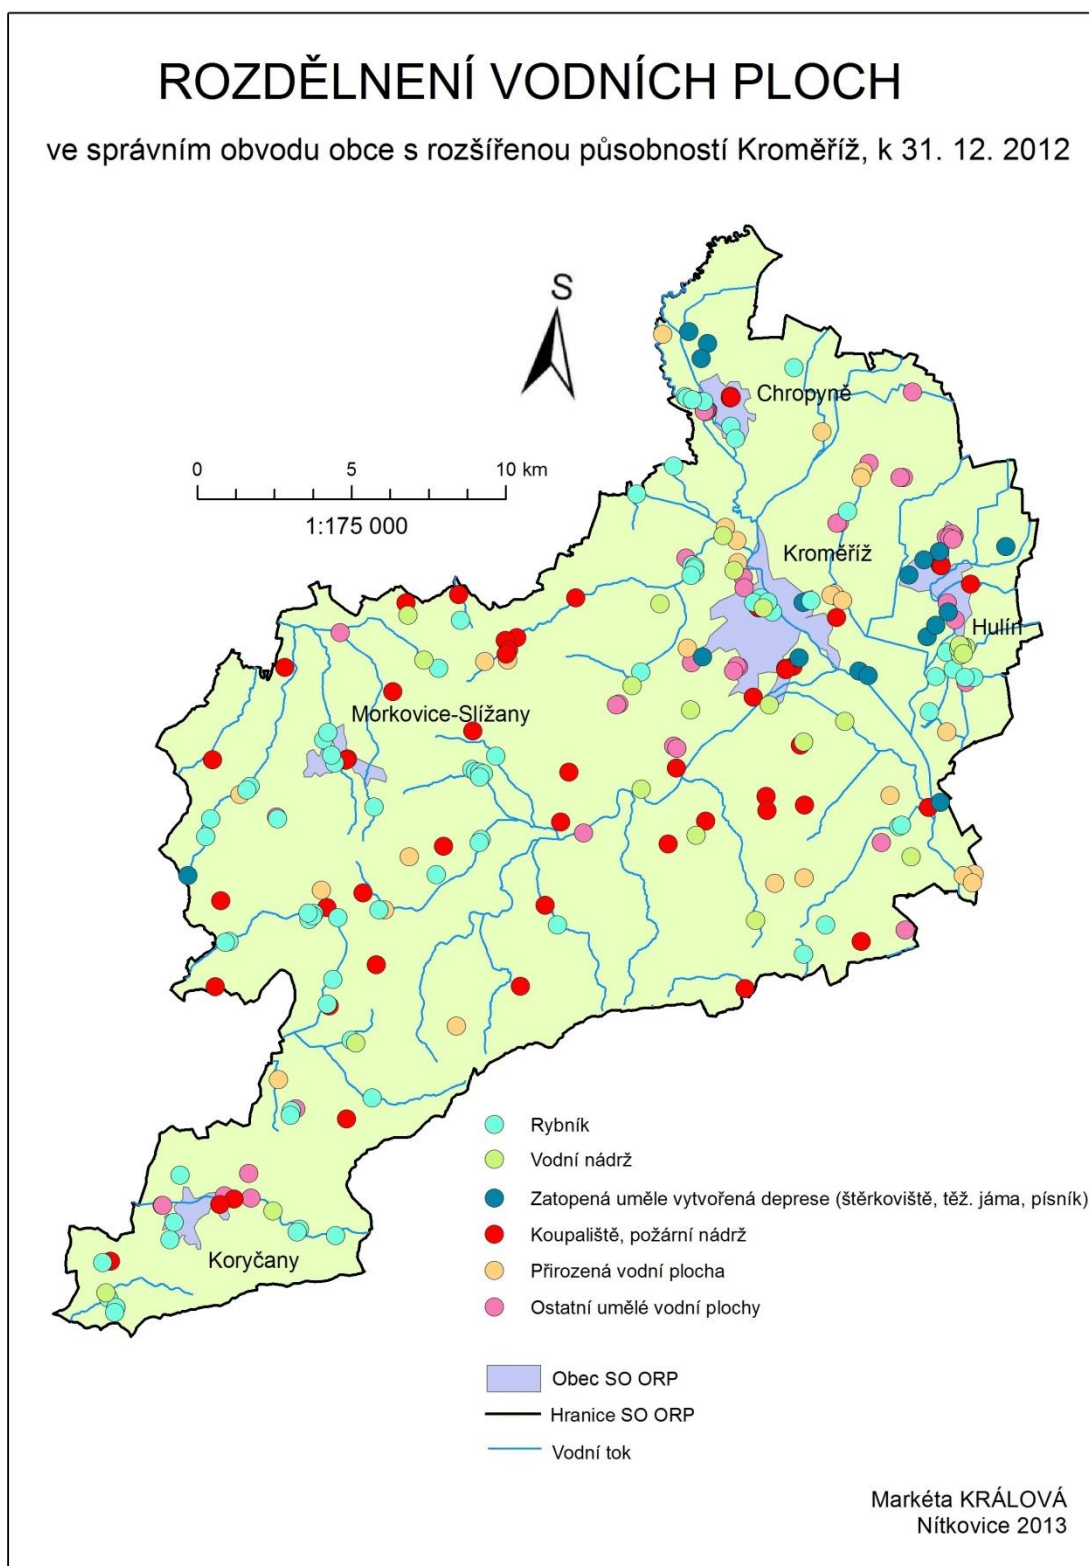 ROZDĚLNENÍ VODNÍCH PLOCH
ve správním obvodu obce s rozšířenou působností Kroměříž, k 31. 12. 2012
S
Chropyně
0 5 10 km
1:175 000
Kroměříž
Hulín
Morkovice-Slížany
Rybník
Vodní nádrž
Zatopená uměle vytvořená deprese (štěrkoviště, těž. jáma, písník)
Koupaliště, požární nádrž
Koryčany
Přirozená vodní plocha
Ostatní umělé vodní plochy
Obec SO ORP
Hranice SO ORP
Vodní tok
Markéta KRÁLOVÁ
Nítkovice 2013